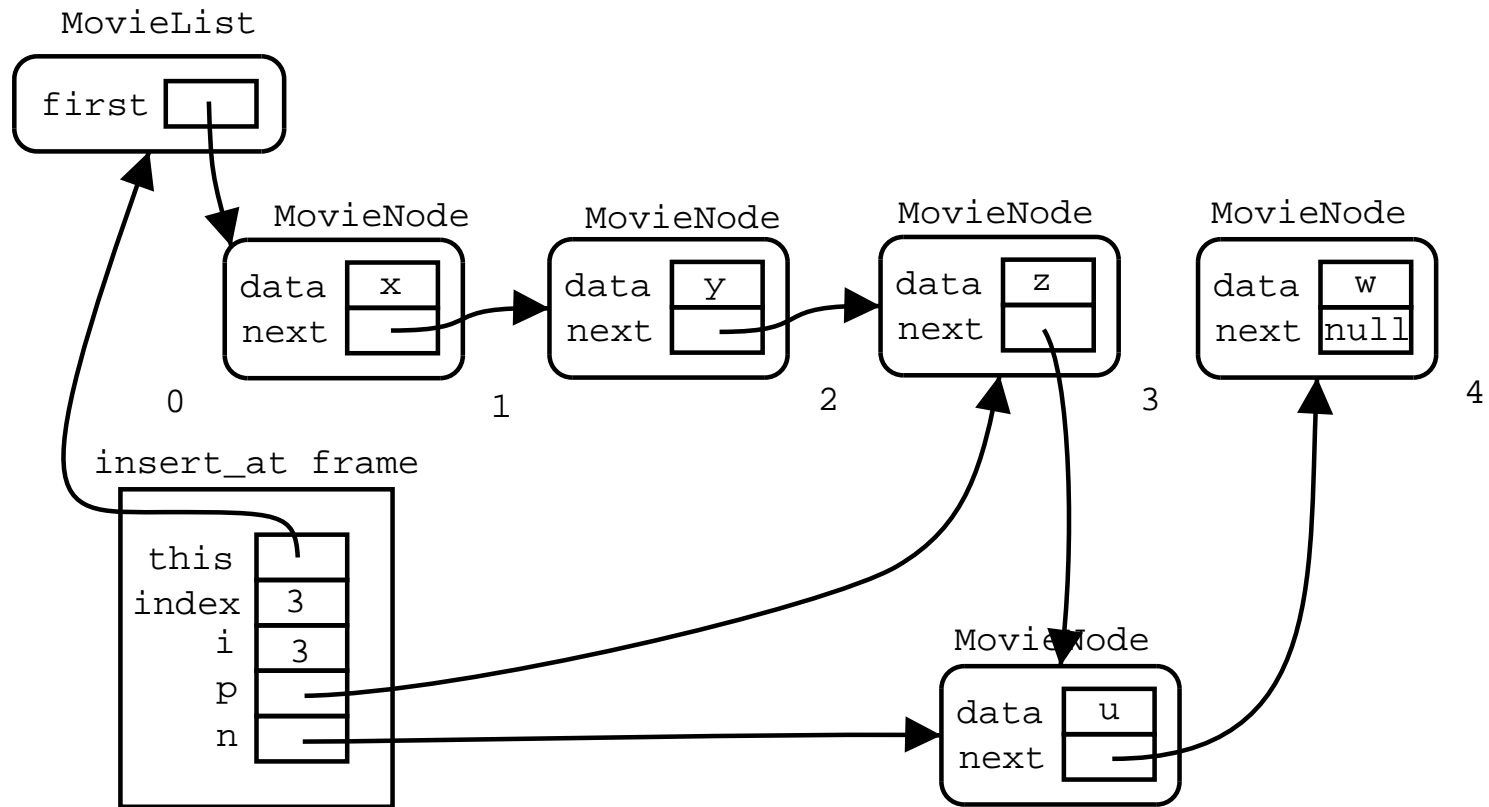 MovieList
first
MovieNode
data x
next
MovieNode
data y
next
MovieNode
data z
next
MovieNode
data w
next null
0
1
2
3
4
insert_at frame
this
index 3
i 3
p
n
MovieNode
data u
next